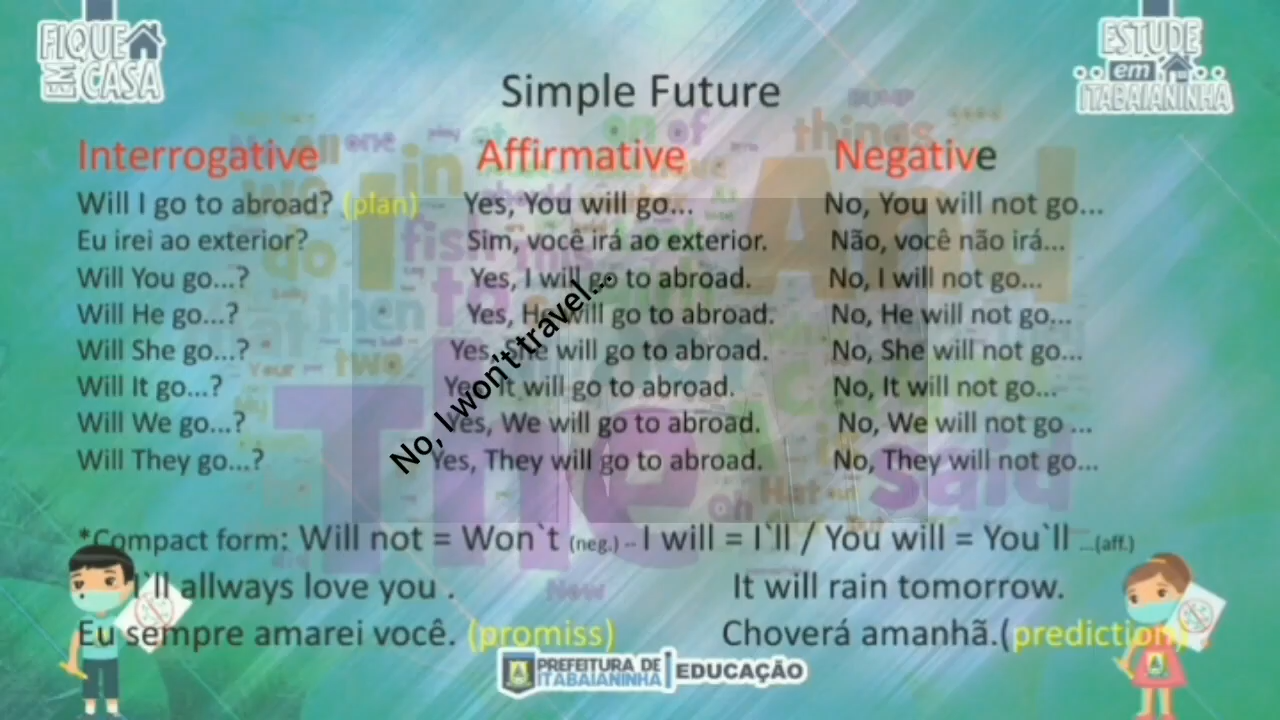 FIQUE
EM CASA
ESTUDE
em
ITABAIANINHA
Simple Future
Interrogative Affirmative Negative
Will I go to abroad? (plan) Yes, You will go... No, You will not go...
Eu irei ao exterior? Sim, você irá ao exterior. Não, você não irá...
Will You go...? Yes, I will go to abroad. No, I will not go...
Will He go...? Yes, He will go to abroad. No, He will not go...
Will She go...? Yes, She will go to abroad. No, She will not go...
Will It go...? Yes, It will go to abroad. No, It will not go...
Will We go...? Yes, We will go to abroad. No, We will not go ...
Will They go...? Yes, They will go to abroad. No, They will not go...
No, I won't travel...
*Compact form: Will not = Won`t (neg.) -- I will = I`ll / You will = You`ll ...(aff.)
I`ll allways love you . It will rain tomorrow.
Eu sempre amarei você. (promiss) Choverá amanhã.(prediction)
PREFEITURA DE
ITABAIANINHA
EDUCAÇÃO